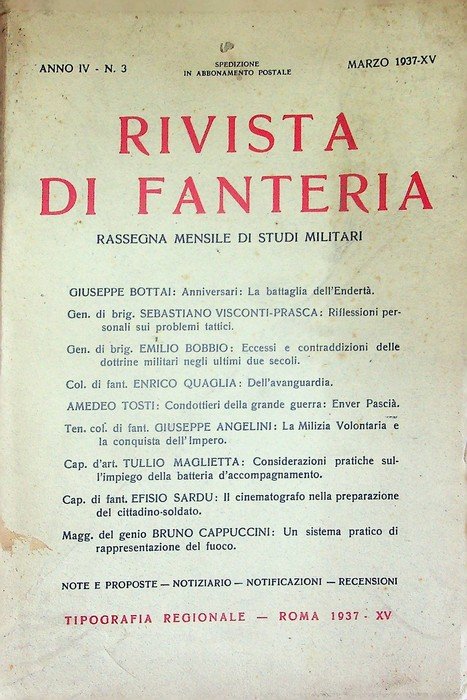 ANNO IV - N. 3
SPEDIZIONE
IN ABBONAMENTO POSTALE
MARZO 1937-XV
RIVISTA
DI FANTERIA
RASSEGNA MENSILE DI STUDI MILITARI
GIUSEPPE BOTTAI: Anniversari: La battaglia dell'Endertà.
Gen. di brig. SEBASTIANO VISCONTI-PRASCA: Riflessioni per-
sonali sui problemi tattici.
Gen. di brig. EMILIO BOBBIO: Eccessi e contraddizioni delle
dottrine militari negli ultimi due secoli.
Col. di fant. ENRICO QUAGLIA: Dell'avanguardia.
AMEDEO TOSTI: Condottieri della grande guerra: Enver Pascià.
Ten. col. di fant. GIUSEPPE ANGELINI: La Milizia Volontaria e
la conquista dell'Impero.
Cap. d'art. TULLIO MAGLIETTA: Considerazioni pratiche sul-
l'impiego della batteria d'accompagnamento.
Cap. di fant. EFISIO SARDU: Il cinematografo nella preparazione
del cittadino-soldato.
Magg. del genio BRUNO CAPPUCCINI: Un sistema pratico di
rappresentazione del fuoco.
NOTE E PROPOSTE — NOTIZIARIO — NOTIFICAZIONI — RECENSIONI
TIPOGRAFIA REGIONALE — ROMA 1937 - XV